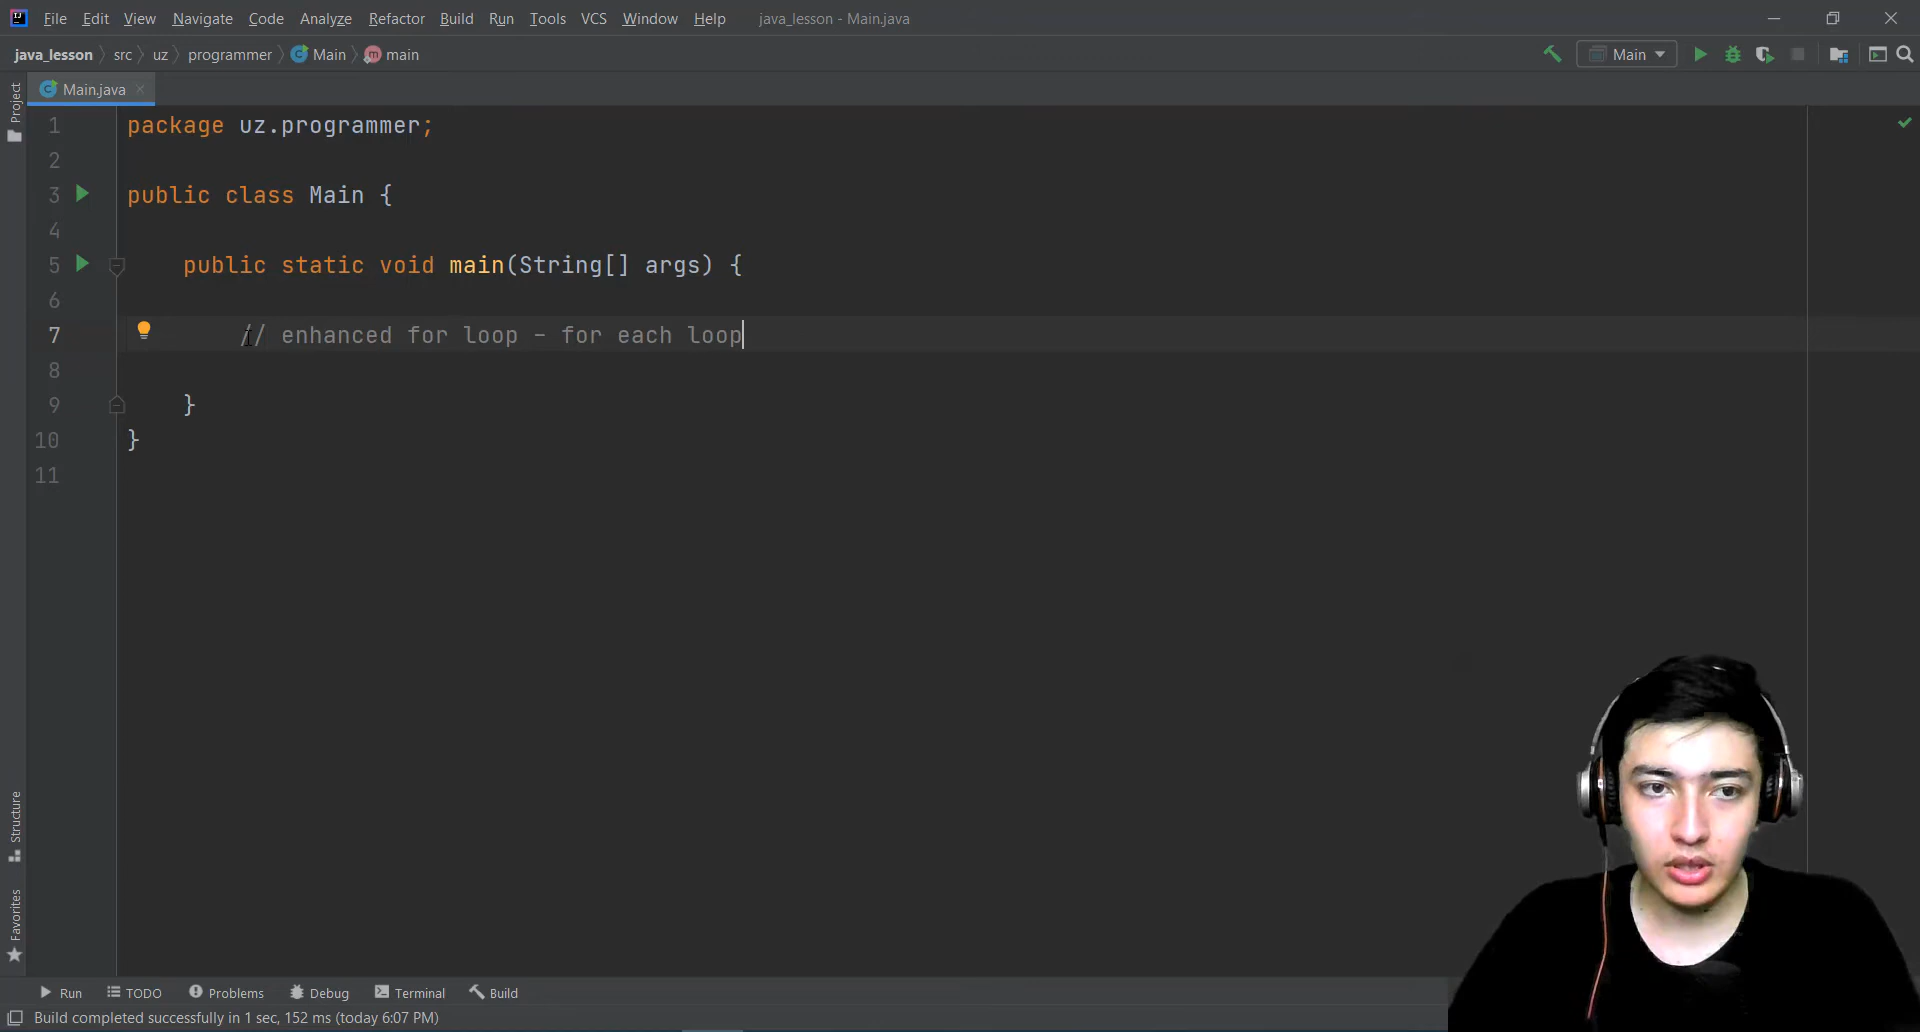 File Edit View Navigate Code Analyze Refactor Build Run Tools VCS Window Help java_lesson - Main.java
java_lesson src uz programmer Main main Main
Main.java
Project
1 package uz.programmer;
2
3 public class Main {
4
5 public static void main(String[] args) {
6
7 // enhanced for loop - for each loop
8
9 }
10 }
11
Structure
Favorites
Run TODO Problems Debug Terminal Build
Build completed successfully in 1 sec, 152 ms (today 6:07 PM)